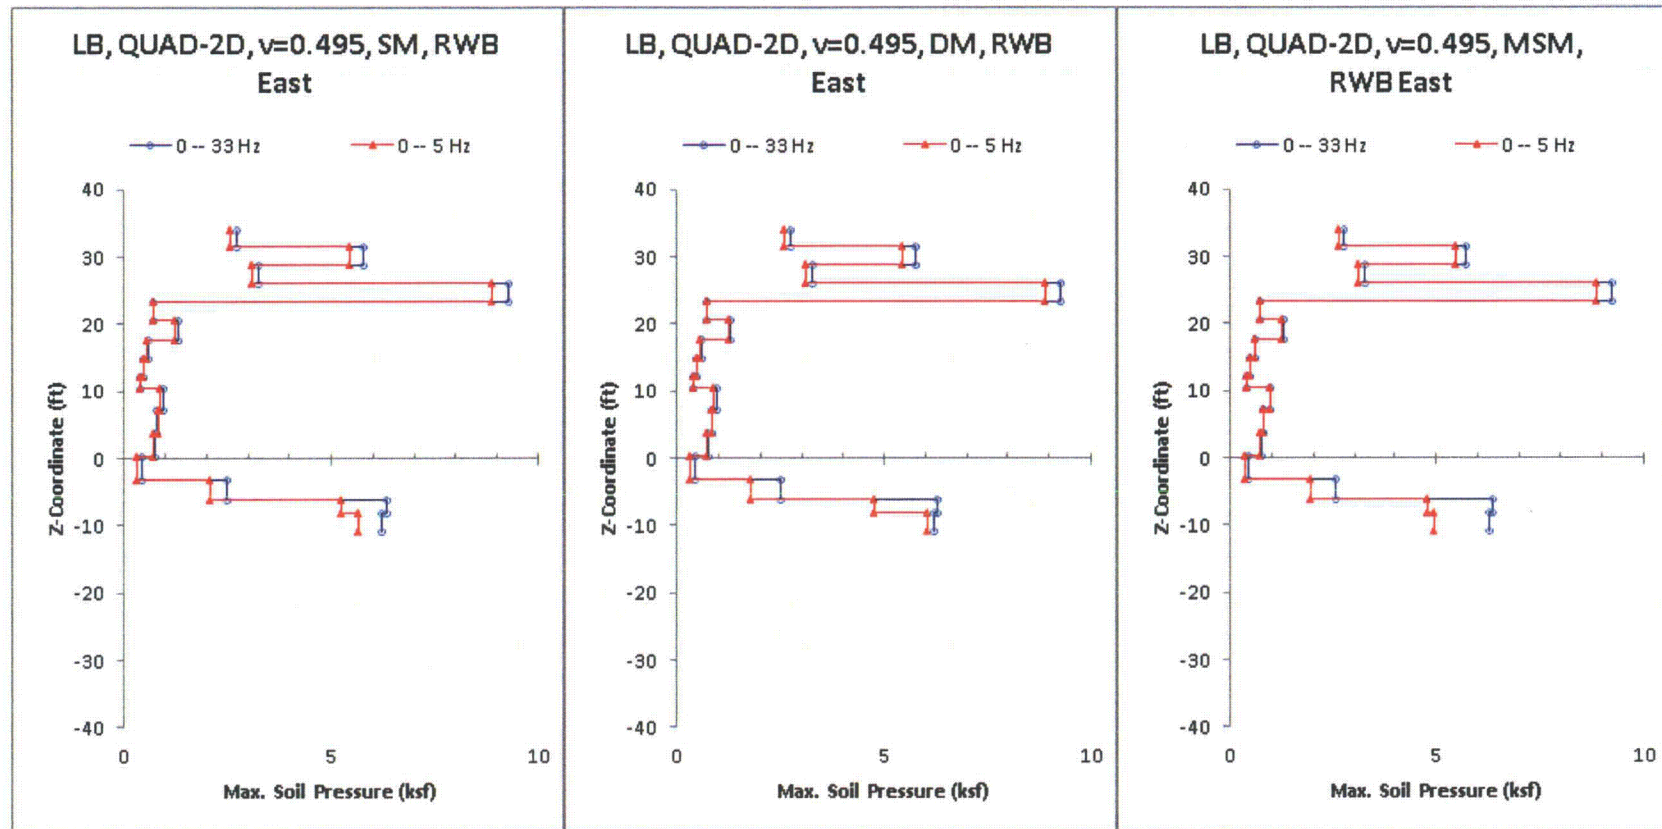 LB, QUAD-2D, v=0.495, SM, RWB
East
0 -- 33 Hz
0 -- 5 Hz
40
30
20
10
0
-10
-20
-30
-40
Z-Coordinate (ft)
0
5
10
Max. Soil Pressure (ksf)
LB, QUAD-2D, v=0.495, DM, RWB
East
0 -- 33 Hz
0 -- 5 Hz
40
30
20
10
0
-10
-20
-30
-40
Z-Coordinate (ft)
0
5
10
Max. Soil Pressure (ksf)
LB, QUAD-2D, v=0.495, MSM,
RWB East
0 -- 33 Hz
0 -- 5 Hz
40
30
20
10
0
-10
-20
-30
-40
Z-Coordinate (ft)
0
5
10
Max. Soil Pressure (ksf)